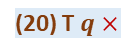 (20) T q ×